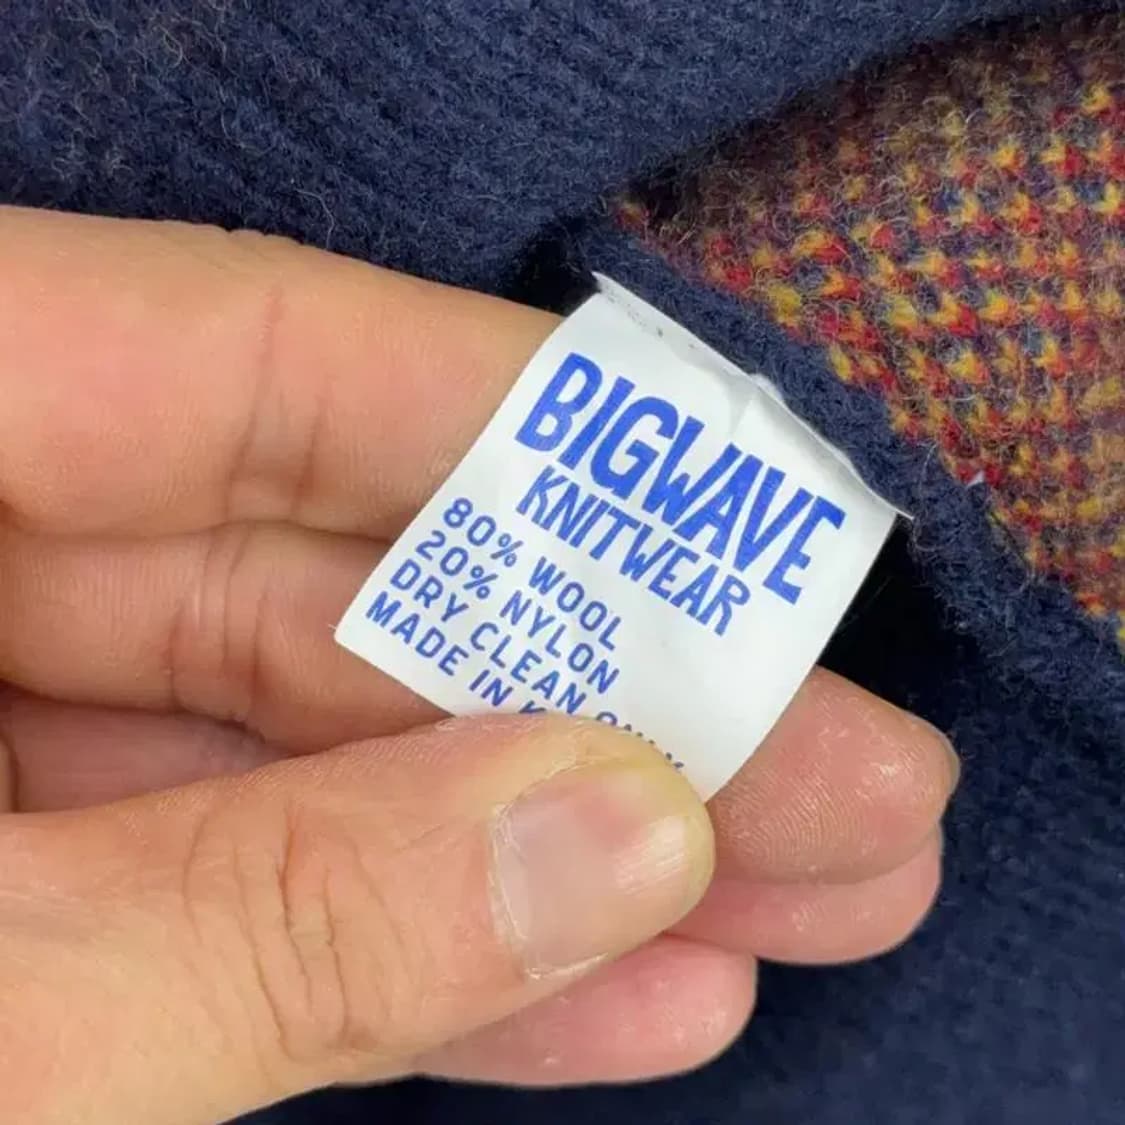 BIGWAVE
KNITWEAR
80% WOOL
20% NYLON
DRY CLEAN
MADE IN